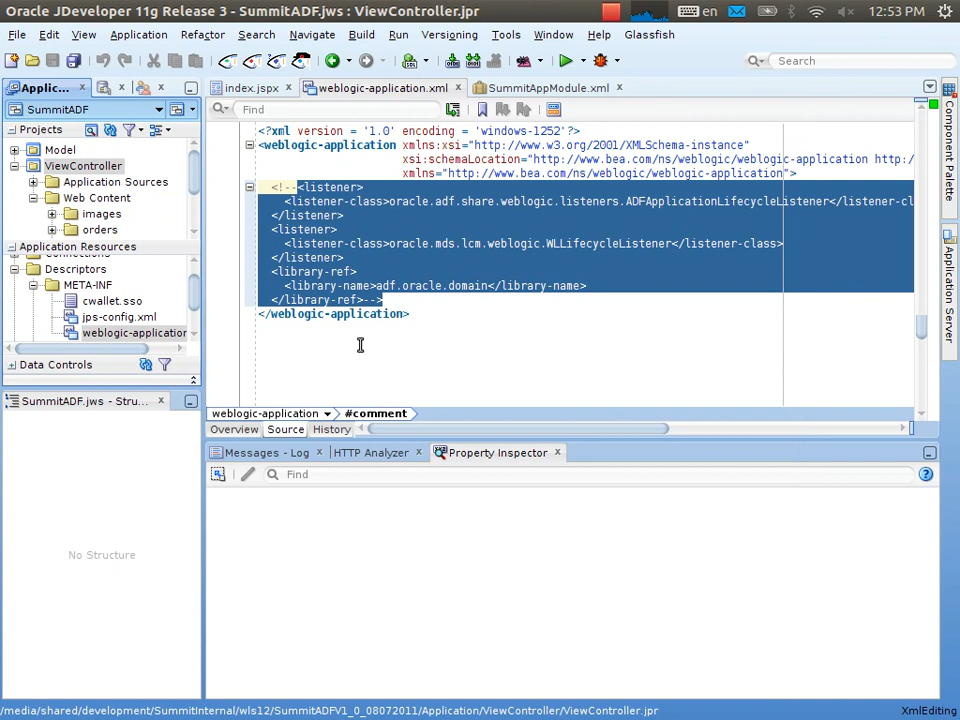 Oracle JDeveloper 11g Release 3 - SummitADF.jws : ViewController.jpr
en
12:53 PM
File Edit View Application Refactor Search Navigate Build Run Versioning Tools Window Help Glassfish
Search
Applic...
index.jspx
weblogic-application.xml
SummitAppModule.xml
SummitADF
Find
Projects
Model
ViewController
Application Sources
Web Content
images
orders
Application Resources
Descriptors
META-INF
cwallet.sso
jps-config.xml
weblogic-application
Data Controls
<?xml version = '1.0' encoding = 'windows-1252'?>
<weblogic-application xmlns:xsi="http://www.w3.org/2001/XMLSchema-instance"
xsi:schemaLocation="http://www.bea.com/ns/weblogic/weblogic-application http:/
xmlns="http://www.bea.com/ns/weblogic/weblogic-application">
<!--<listener>
<listener-class>oracle.adf.share.weblogic.listeners.ADFApplicationLifecycleListener</listener-cl
</listener>
<listener>
<listener-class>oracle.mds.lcm.weblogic.WLLifecycleListener</listener-class>
</listener>
<library-ref>
<library-name>adf.oracle.domain</library-name>
</library-ref>-->
</weblogic-application>
weblogic-application
#comment
Overview Source History
Component Palette
Application Server
SummitADF.jws - Stru...
No Structure
Messages - Log
HTTP Analyzer
Property Inspector
Find
/media/shared/development/SummitInternal/wls12/SummitADFV1_0_08072011/Application/ViewController/ViewController.jpr
XmlEditing